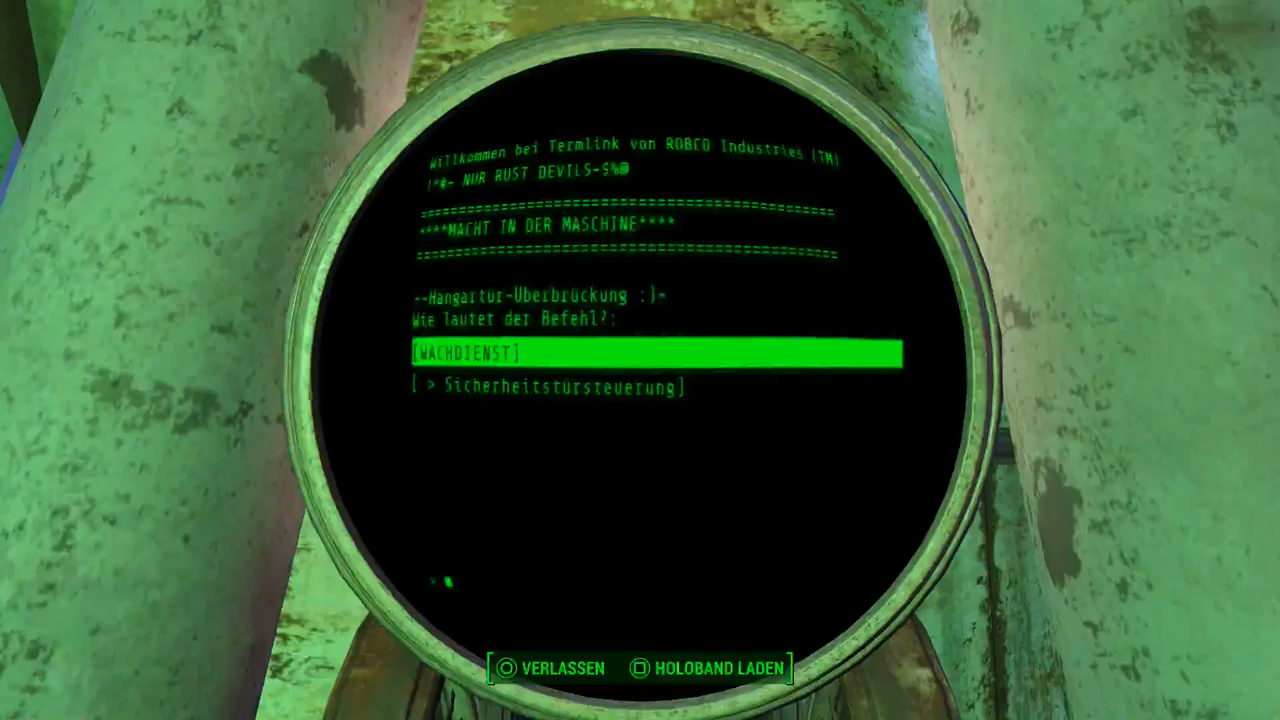 Willkommen bei Termlink von ROBCO Industries (TM)
!*#- NUR RUST DEVILS-$%@
===============================================
****MACHT IN DER MASCHINE****
===============================================
--Hangartür-Überbrückung :)-
Wie lautet der Befehl?:
[WACHDIENST]
[ > Sicherheitstürsteuerung]
>
VERLASSEN HOLOBAND LADEN